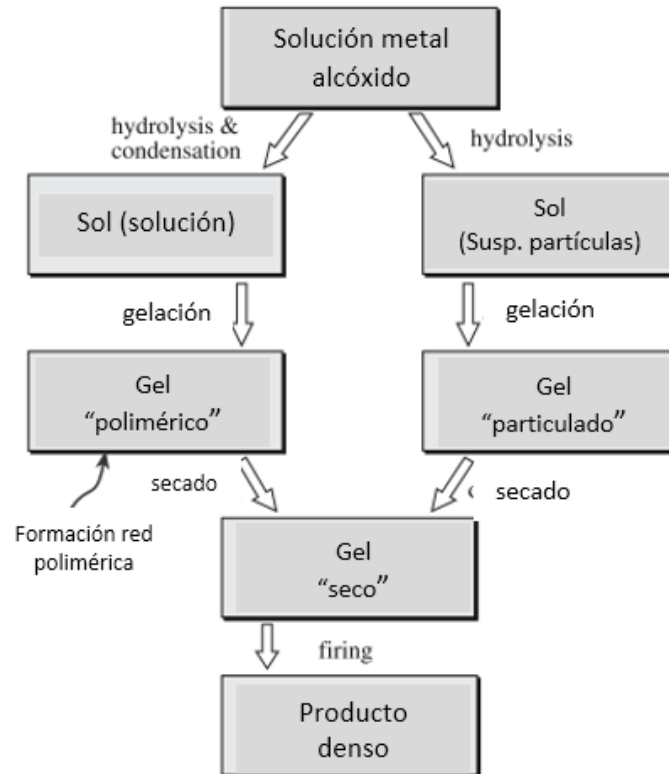 Solución metal
alcóxido
hydrolysis &
condensation
hydrolysis
Sol (solución)
Sol
(Susp. partículas)
gelación
gelación
Gel
“polimérico”
Gel
“particulado”
secado
secado
Formación red
polimérica
Gel
“seco”
firing
Producto
denso